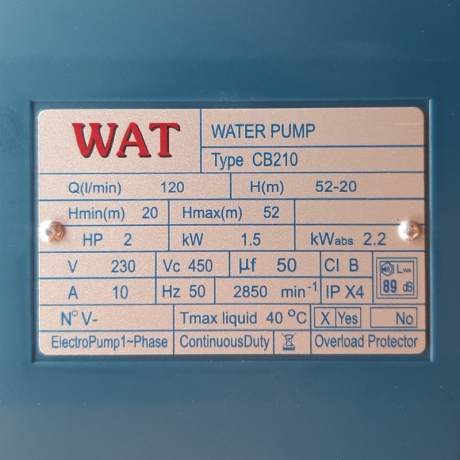 WAT
WATER PUMP
Type CB210
Q(l/min) 120 H(m) 52-20
Hmin(m) 20 Hmax(m) 52
HP 2 kW 1.5 kWabs 2.2
V 230 Vc 450 µf 50 Cl B LWA
A 10 Hz 50 2850 min-1 IP X4 89 dB
N° V- Tmax liquid 40 °C X Yes No
ElectroPump1~Phase ContinuousDuty Overload Protector